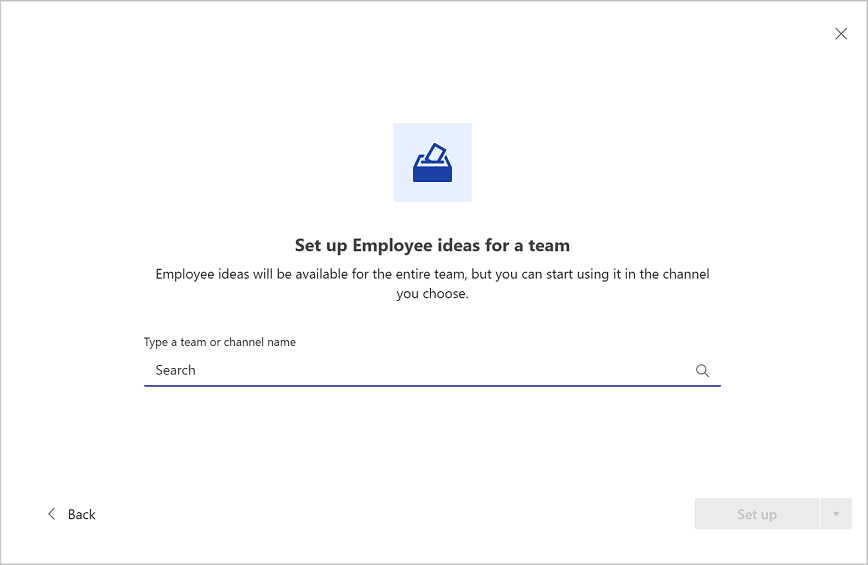 Set up Employee ideas for a team
Employee ideas will be available for the entire team, but you can start using it in the channel
you choose.
Type a team or channel name
Search
Back
Set up